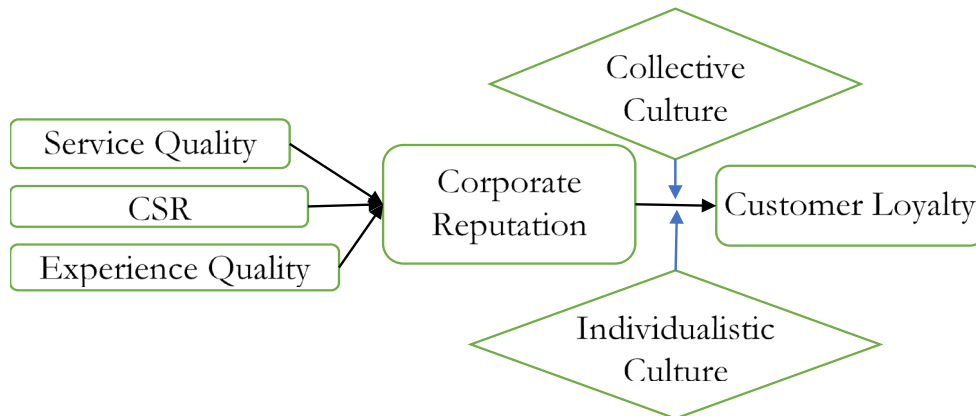 Collective
Culture
Service Quality
CSR
Experience Quality
Corporate
Reputation
Customer Loyalty
Individualistic
Culture